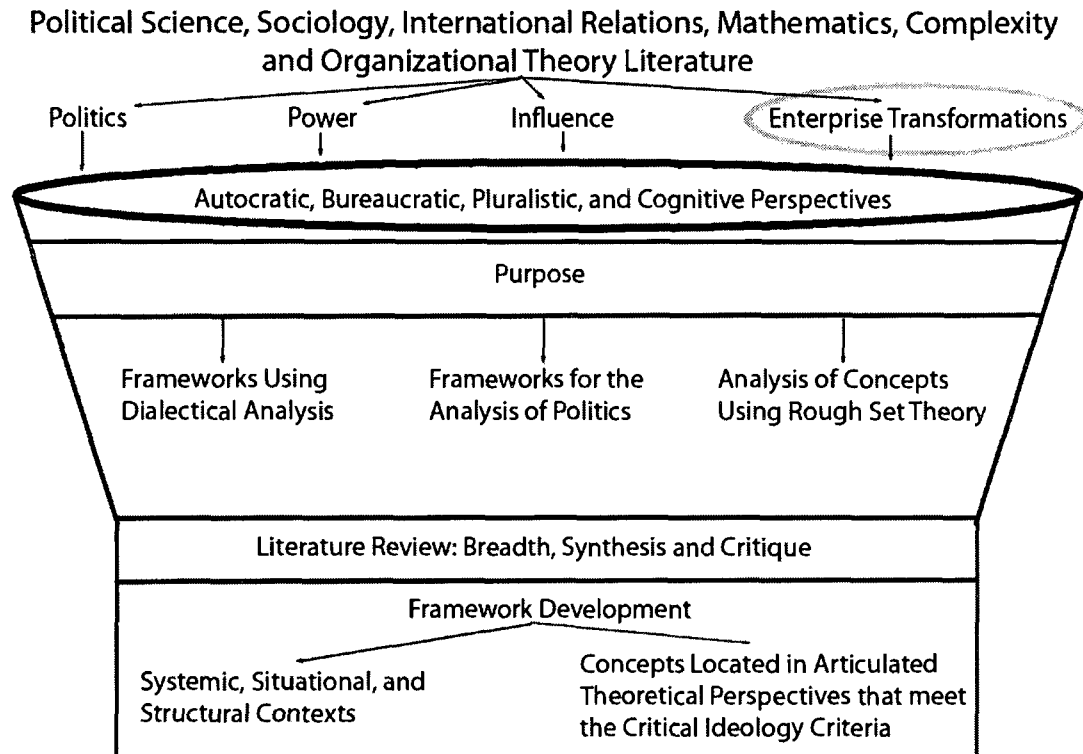 Political Science, Sociology, International Relations, Mathematics, Complexity
and Organizational Theory Literature
Politics
Power
Influence
Enterprise Transformations
Autocratic, Bureaucratic, Pluralistic, and Cognitive Perspectives
Purpose
Frameworks Using
Dialectical Analysis
Frameworks for the
Analysis of Politics
Analysis of Concepts
Using Rough Set Theory
Literature Review: Breadth, Synthesis and Critique
Framework Development
Systemic, Situational, and
Structural Contexts
Concepts Located in Articulated
Theoretical Perspectives that meet
the Critical Ideology Criteria